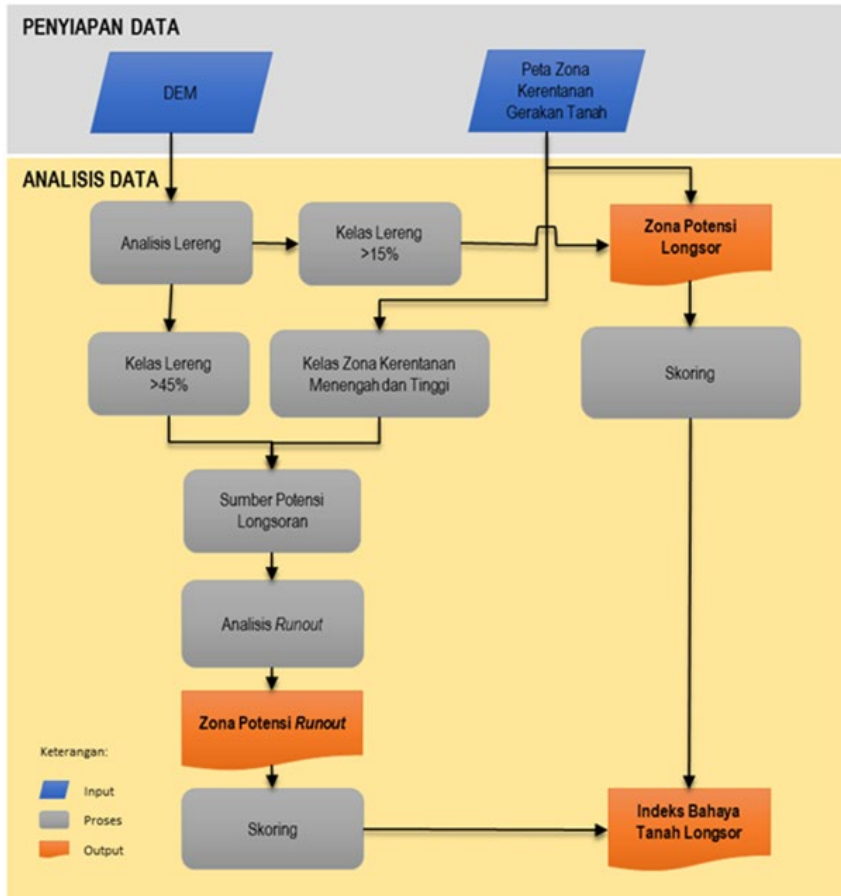 PENYIAPAN DATA
DEM
Peta Zona
Kerentanan
Gerakan Tanah
ANALISIS DATA
Analisis Lereng
Kelas Lereng
>15%
Zona Potensi
Longsor
Kelas Lereng
>45%
Kelas Zona Kerentanan
Menengah dan Tinggi
Skoring
Sumber Potensi
Longsoran
Analisis Runout
Zona Potensi Runout
Keterangan:
Input
Proses
Output
Skoring
Indeks Bahaya
Tanah Longsor